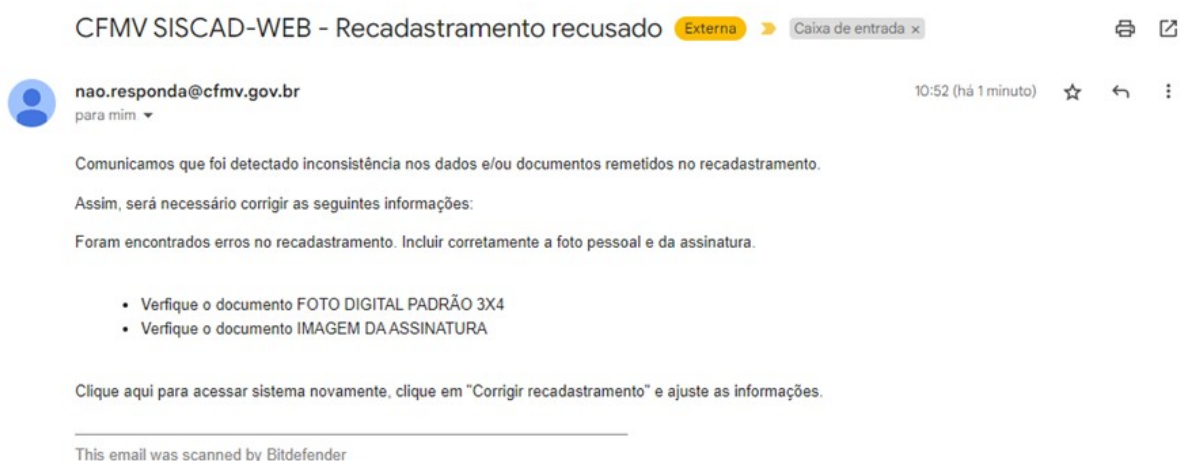 CFMV SISCAD-WEB - Recadastramento recusado Externa Caixa de entrada ×
nao.responda@cfmv.gov.br 10:52 (há 1 minuto)
para mim
Comunicamos que foi detectado inconsistência nos dados e/ou documentos remetidos no recadastramento.
Assim, será necessário corrigir as seguintes informações:
Foram encontrados erros no recadastramento. Incluir corretamente a foto pessoal e da assinatura.
• Verfique o documento FOTO DIGITAL PADRÃO 3X4
• Verfique o documento IMAGEM DA ASSINATURA
Clique aqui para acessar sistema novamente, clique em "Corrigir recadastramento" e ajuste as informações.
This email was scanned by Bitdefender